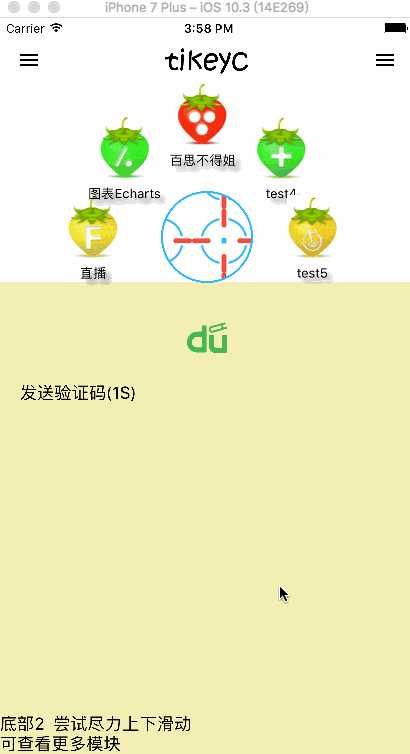 iPhone 7 Plus – iOS 10.3 (14E269)
Carrier 3:58 PM
tikeyc
百思不得姐
图表Echarts
test4
F
直播
test5
dú
发送验证码(1S)
底部2 尝试尽力上下滑动
可查看更多模块